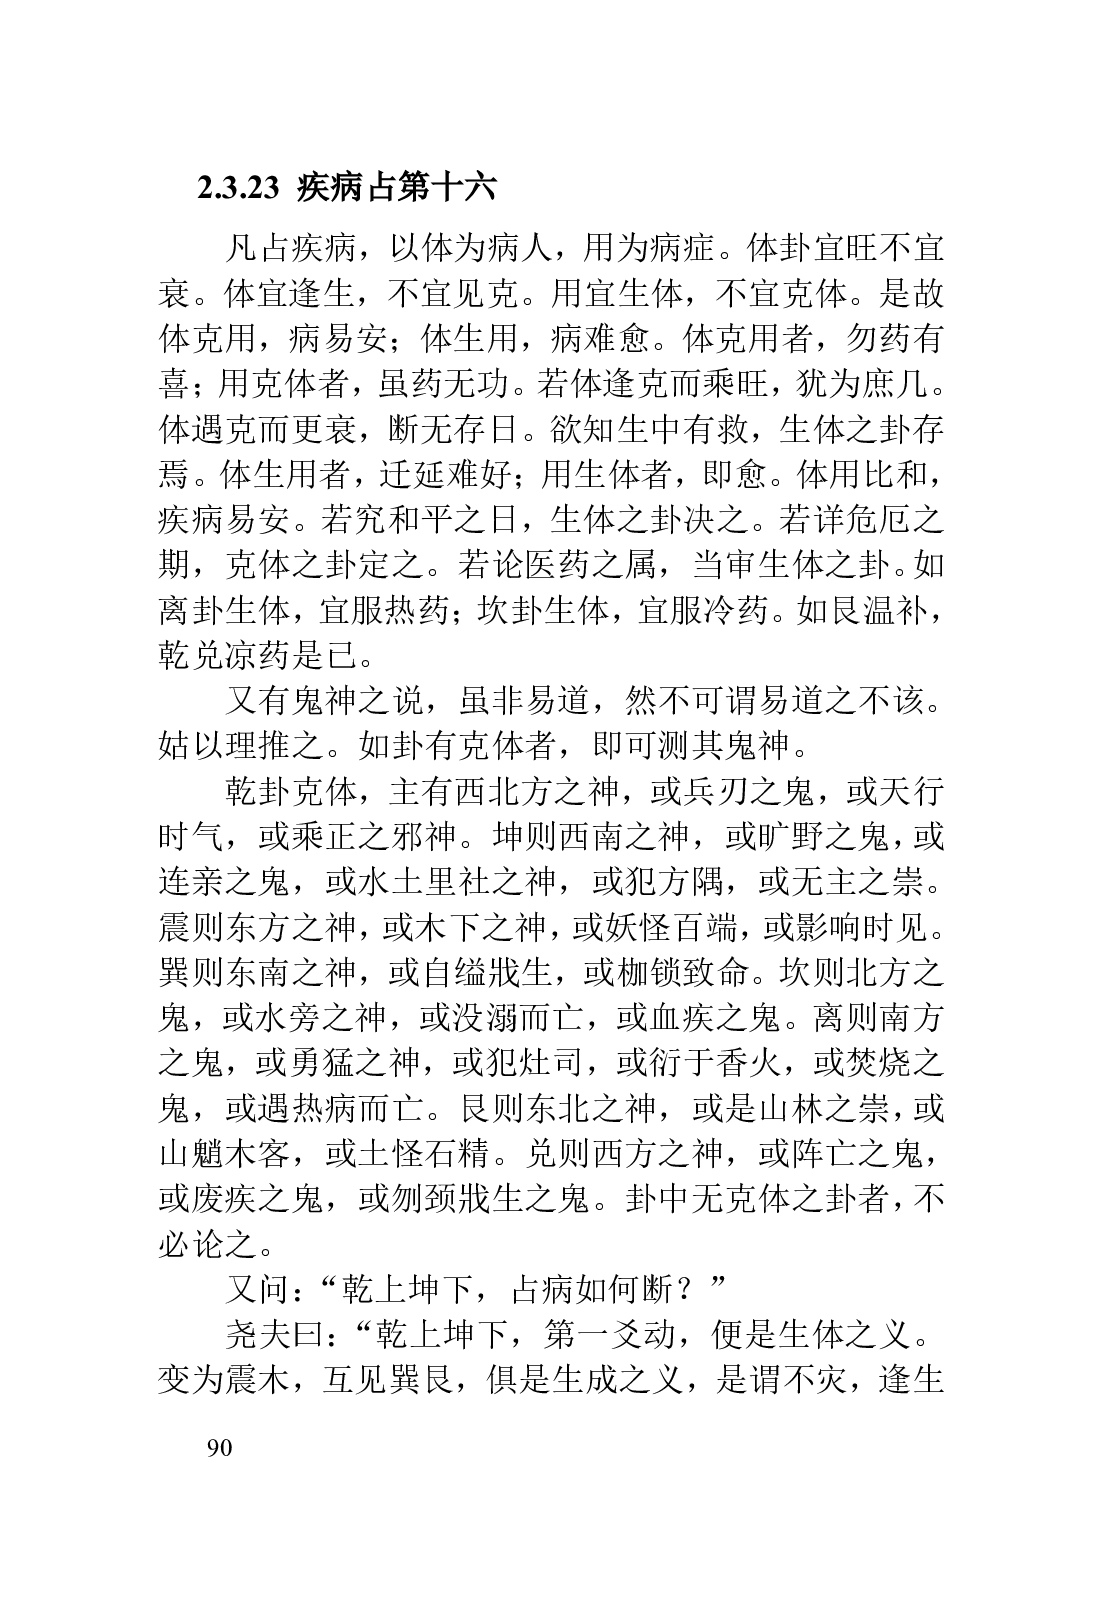 2.3.23 疾病占第十六
凡占疾病，以体为病人，用为病症。体卦宜旺不宜
衰。体宜逢生，不宜见克。用宜生体，不宜克体。是故
体克用，病易安；体生用，病难愈。体克用者，勿药有
喜；用克体者，虽药无功。若体逢克而乘旺，犹为庶几。
体遇克而更衰，断无存日。欲知生中有救，生体之卦存
焉。体生用者，迁延难好；用生体者，即愈。体用比和，
疾病易安。若究和平之日，生体之卦决之。若详危厄之
期，克体之卦定之。若论医药之属，当审生体之卦。如
离卦生体，宜服热药；坎卦生体，宜服冷药。如艮温补，
乾兑凉药是已。
又有鬼神之说，虽非易道，然不可谓易道之不该。
姑以理推之。如卦有克体者，即可测其鬼神。
乾卦克体，主有西北方之神，或兵刃之鬼，或天行
时气，或乘正之邪神。坤则西南之神，或旷野之鬼，或
连亲之鬼，或水土里社之神，或犯方隅，或无主之崇。
震则东方之神，或木下之神，或妖怪百端，或影响时见。
巽则东南之神，或自缢戕生，或枷锁致命。坎则北方之
鬼，或水旁之神，或没溺而亡，或血疾之鬼。离则南方
之鬼，或勇猛之神，或犯灶司，或衍于香火，或焚烧之
鬼，或遇热病而亡。艮则东北之神，或是山林之崇，或
山魈木客，或土怪石精。兑则西方之神，或阵亡之鬼，
或废疾之鬼，或刎颈戕生之鬼。卦中无克体之卦者，不
必论之。
又问：“乾上坤下，占病如何断？”
尧夫曰：“乾上坤下，第一爻动，便是生体之义。
变为震木，互见巽艮，俱是生成之义，是谓不灾，逢生
90